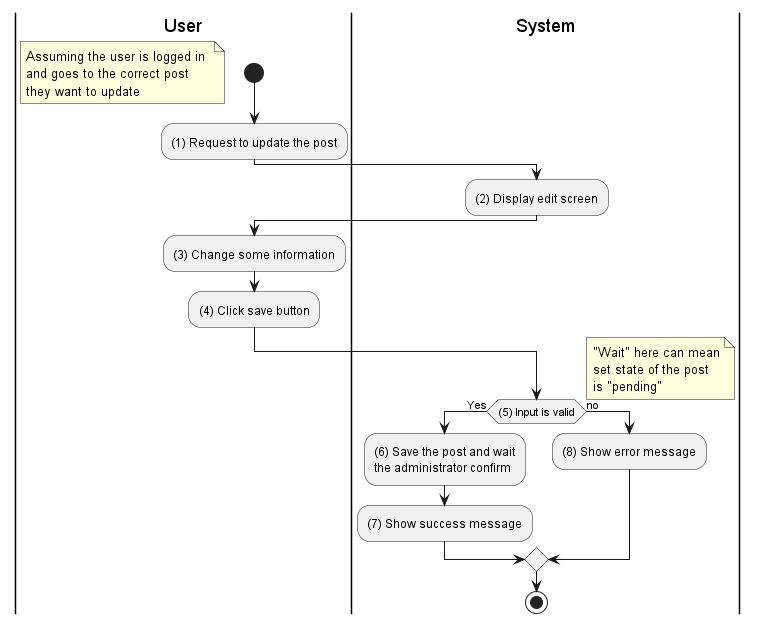 User
System
Assuming the user is logged in
and goes to the correct post
they want to update
(1) Request to update the post
(2) Display edit screen
(3) Change some information
(4) Click save button
"Wait" here can mean
set state of the post
is "pending"
Yes
(5) Input is valid
no
(6) Save the post and wait
the administrator confirm
(8) Show error message
(7) Show success message